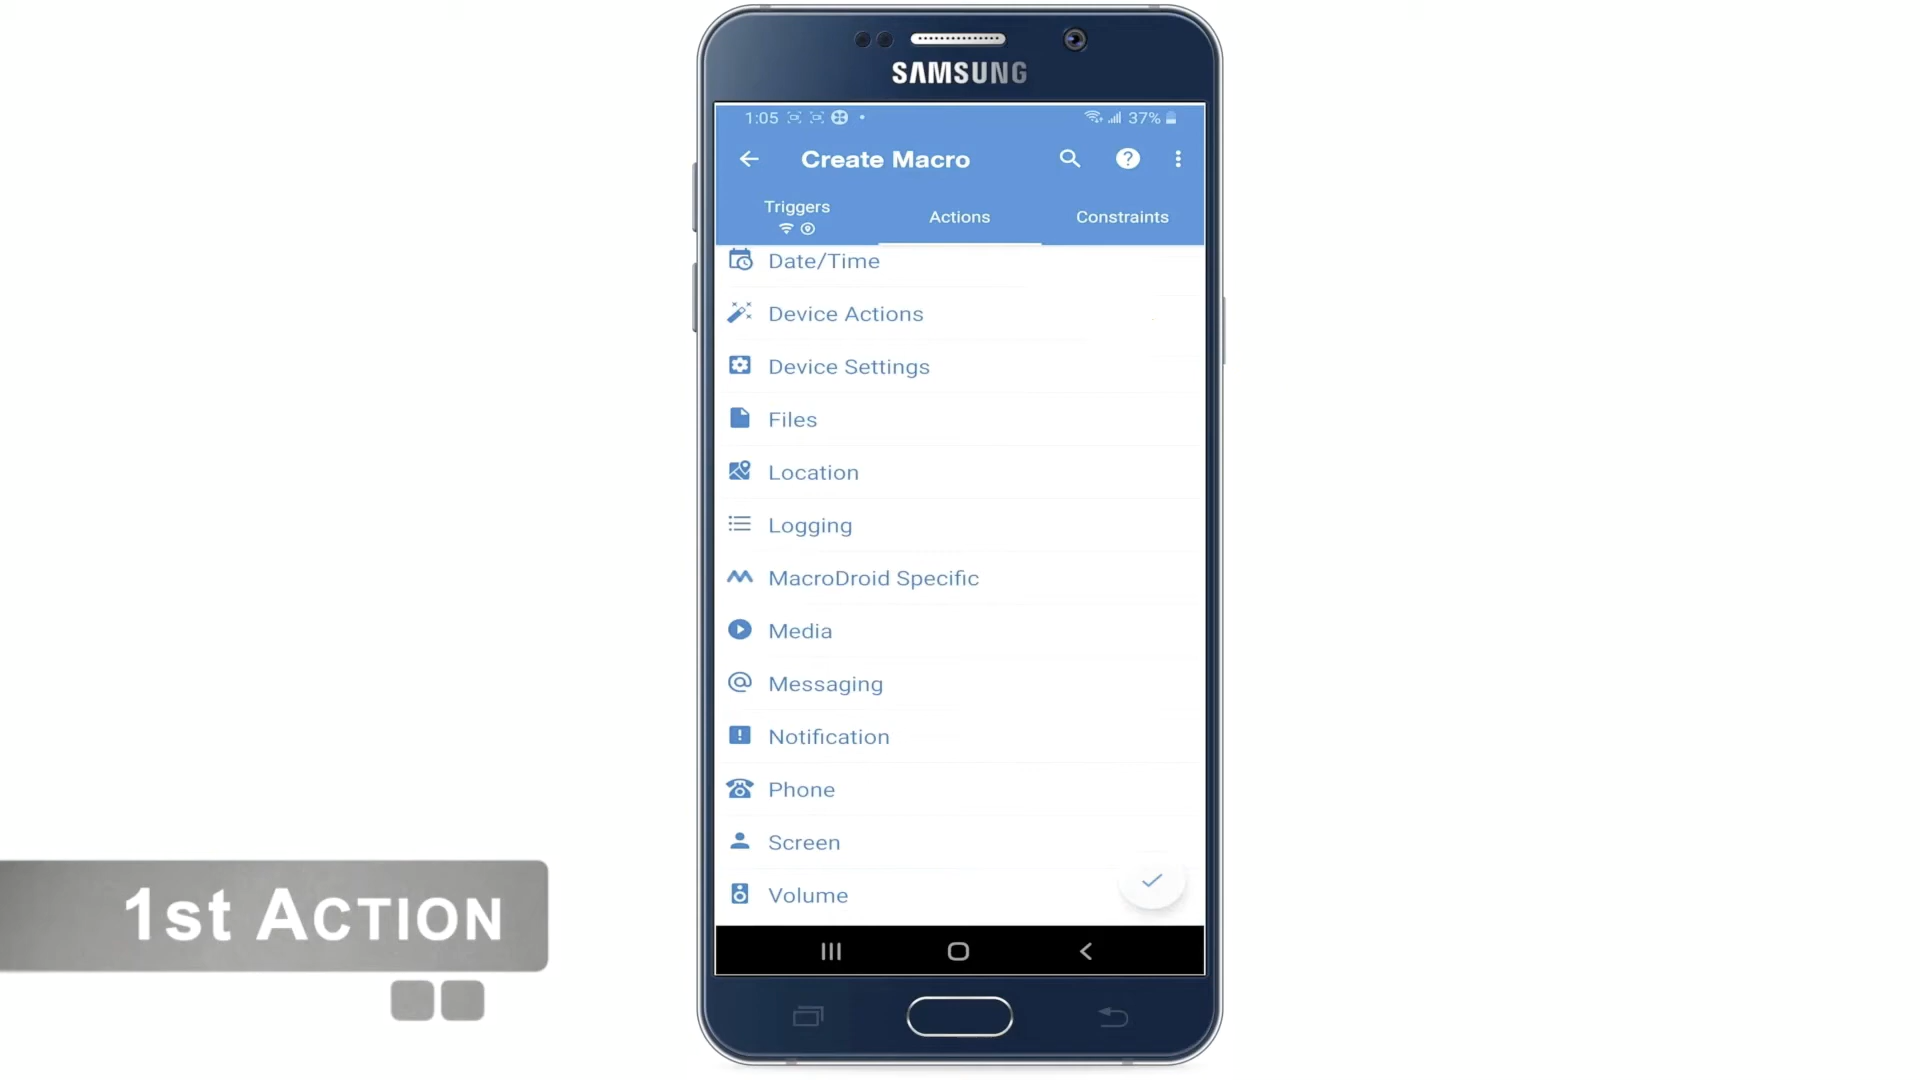 SAMSUNG
1:05
37%
Create Macro
Triggers
Actions
Constraints
Date/Time
Device Actions
Device Settings
Files
Location
Logging
MacroDroid Specific
Media
Messaging
Notification
Phone
Screen
Volume
1st ACTION